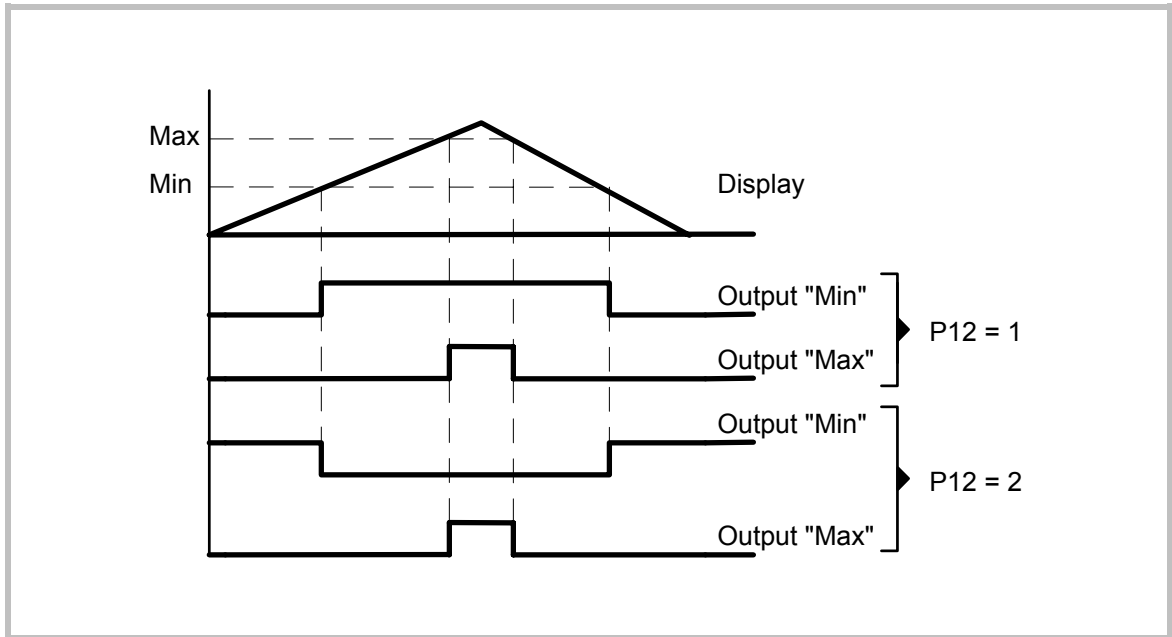 Max
Min
Display
Output "Min"
P12 = 1
Output "Max"
Output "Min"
P12 = 2
Output "Max"